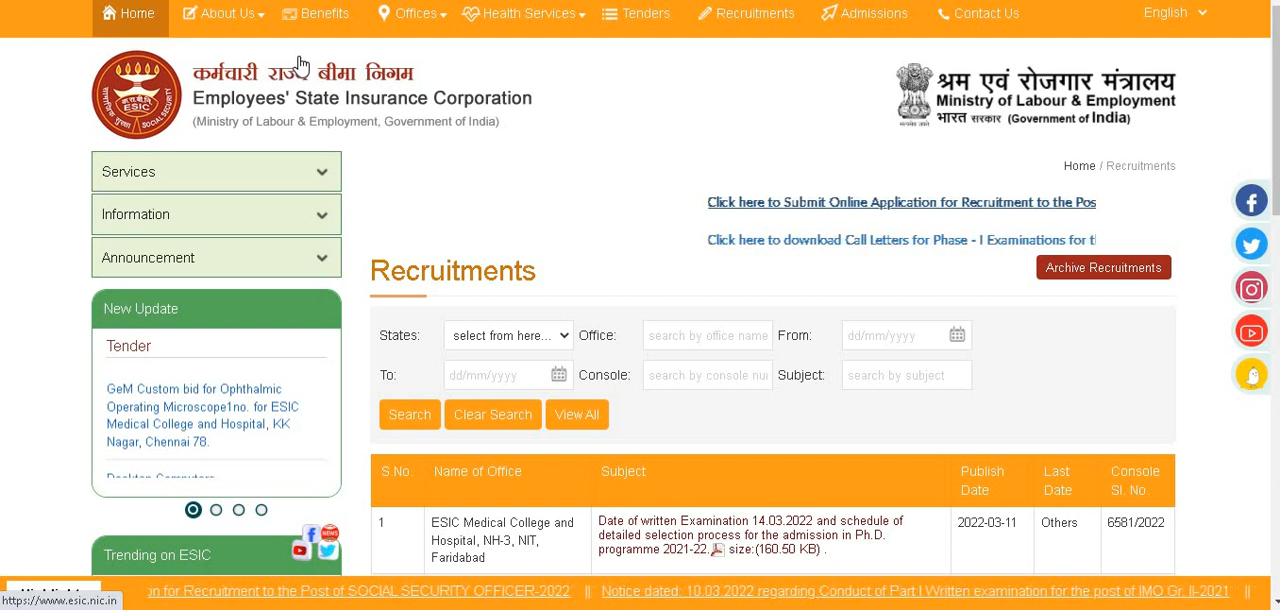 Home About Us Benefits Offices Health Services Tenders Recruitments Admissions Contact Us English
कर्मचारी राज्य बीमा निगम
Employees' State Insurance Corporation
(Ministry of Labour & Employment, Government of India)
श्रम एवं रोजगार मंत्रालय
Ministry of Labour & Employment
भारत सरकार (Government of India)
Services
Information
Announcement
Home / Recruitments
Click here to Submit Online Application for Recruitment to the Pos
Click here to download Call Letters for Phase - I Examinations for t
Recruitments
Archive Recruitments
States: select from here... Office: search by office name From: dd/mm/yyyy
To: dd/mm/yyyy Console: search by console nu Subject: search by subject
Search Clear Search View All
New Update
Tender
GeM Custom bid for Ophthalmic
Operating Microscope1no. for ESIC
Medical College and Hospital, KK
Nagar, Chennai 78.
Desktop Computers
Trending on ESIC
S No. Name of Office Subject Publish Date Last Date Console Sl. No.
1 ESIC Medical College and
Hospital, NH-3, NIT,
Faridabad
Date of written Examination 14.03.2022 and schedule of
detailed selection process for the admission in Ph.D.
programme 2021-22. size:(160.50 KB) .
2022-03-11 Others 6581/2022
on for Recruitment to the Post of SOCIAL SECURITY OFFICER-2022 || Notice dated: 10.03.2022 regarding Conduct of Part I Written examination for the post of IMO Gr. II-2021 ||
https://www.esic.nic.in